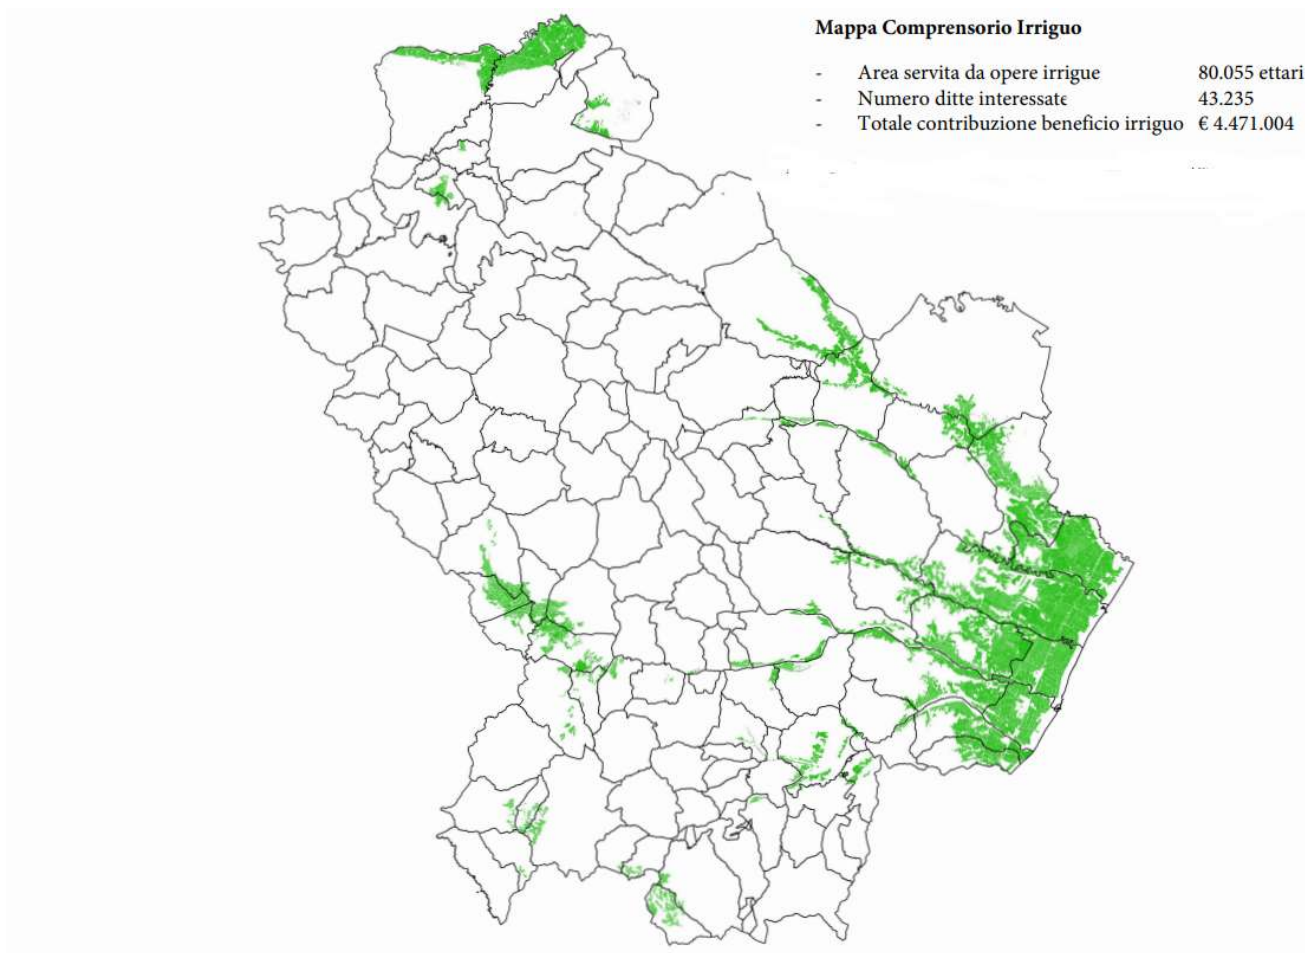 Mappa Comprensorio Irriguo
- Area servita da opere irrigue 80.055 ettari
- Numero ditte interessate 43.235
- Totale contribuzione beneficio irriguo € 4.471.004